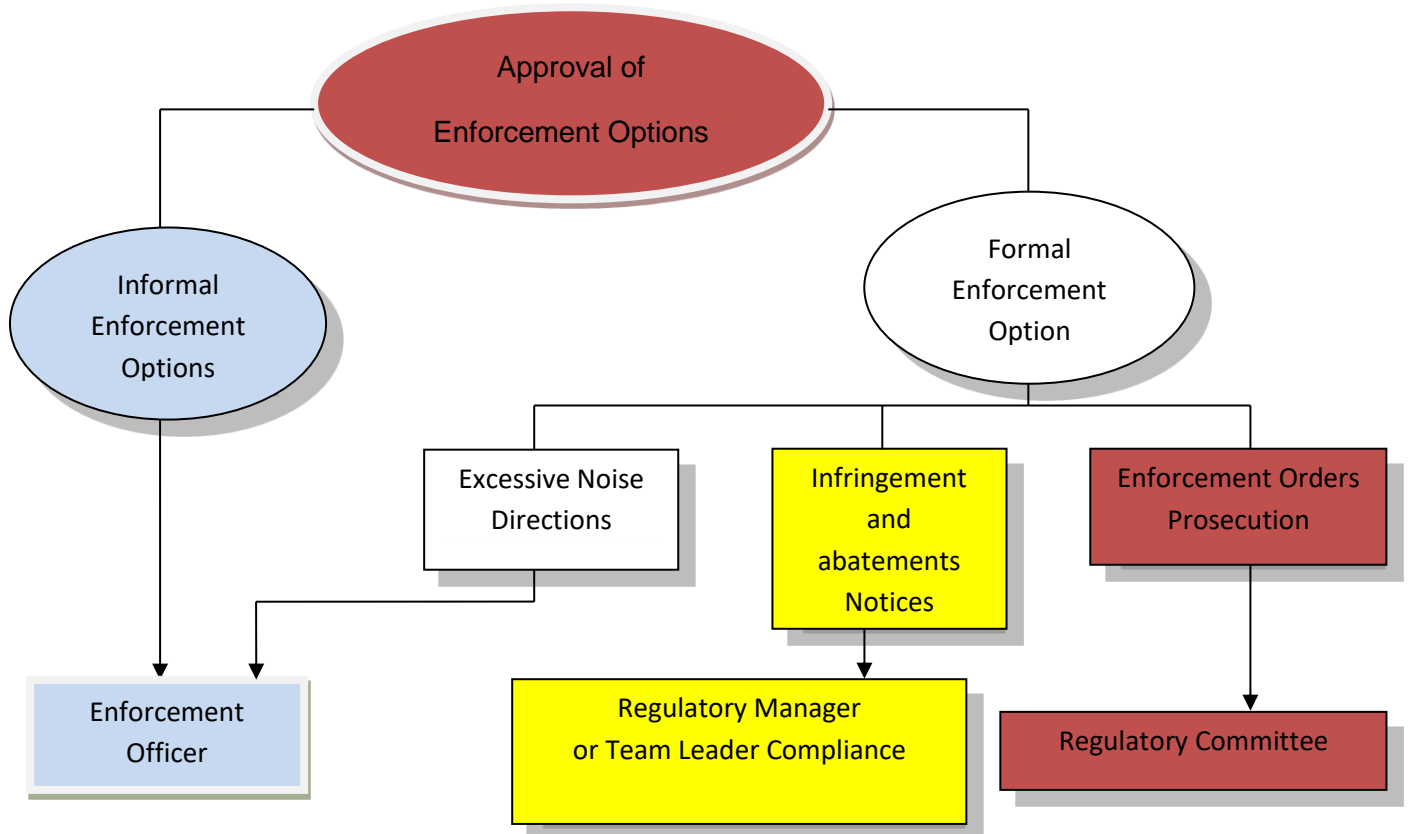 Approval of
Enforcement Options
Informal
Enforcement
Options
Formal
Enforcement
Option
Excessive Noise
Directions
Infringement
and
abatements
Notices
Enforcement Orders
Prosecution
Enforcement
Officer
Regulatory Manager
or Team Leader Compliance
Regulatory Committee